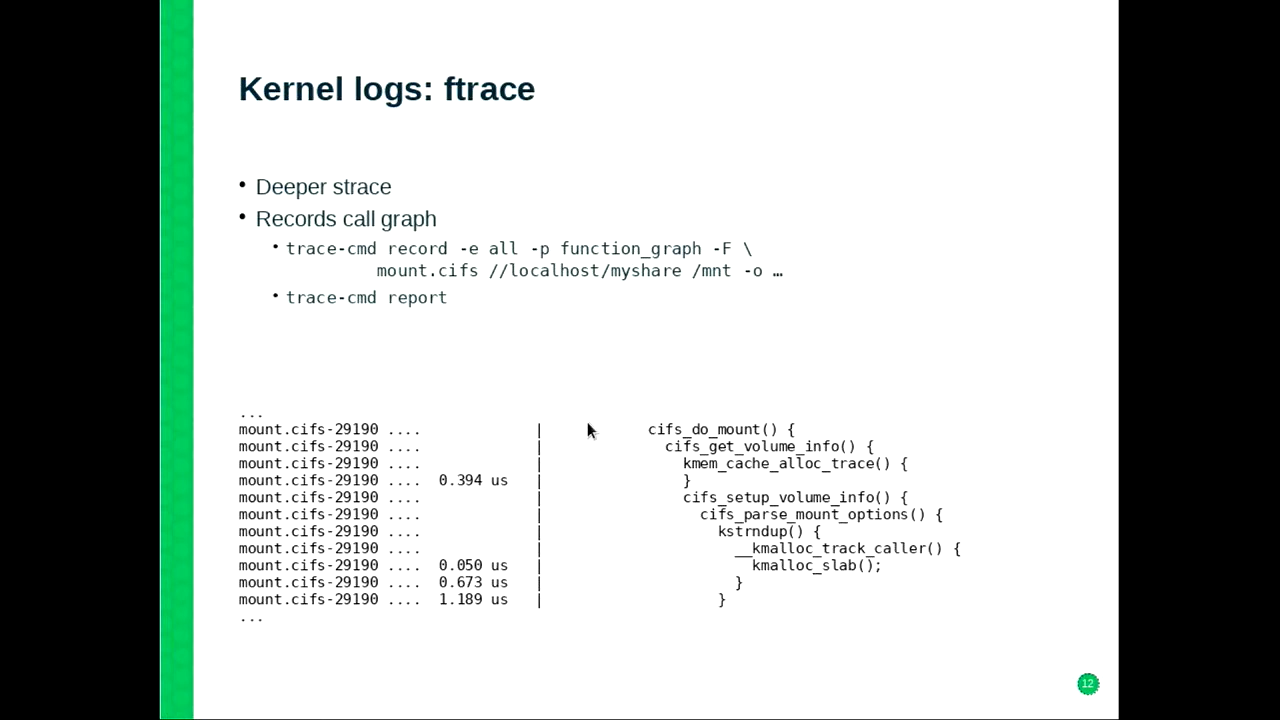 Kernel logs: ftrace
• Deeper strace
• Records call graph
• trace-cmd record -e all -p function_graph -F \
mount.cifs //localhost/myshare /mnt -o …
• trace-cmd report
...
mount.cifs-29190 ....              |            cifs_do_mount() {
mount.cifs-29190 ....              |              cifs_get_volume_info() {
mount.cifs-29190 ....              |                kmem_cache_alloc_trace() {
mount.cifs-29190 ....  0.394 us   |                }
mount.cifs-29190 ....              |                cifs_setup_volume_info() {
mount.cifs-29190 ....              |                  cifs_parse_mount_options() {
mount.cifs-29190 ....              |                    kstrndup() {
mount.cifs-29190 ....              |                      __kmalloc_track_caller() {
mount.cifs-29190 ....  0.050 us   |                        kmalloc_slab();
mount.cifs-29190 ....  0.673 us   |                      }
mount.cifs-29190 ....  1.189 us   |                    }
...
12